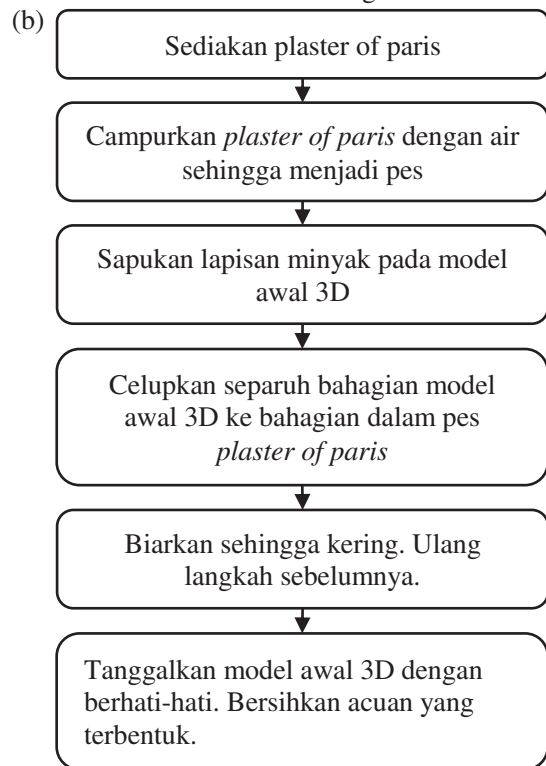 (b)
Sediakan plaster of paris
Campurkan plaster of paris dengan air
sehingga menjadi pes
Sapukan lapisan minyak pada model
awal 3D
Celupkan separuh bahagian model
awal 3D ke bahagian dalam pes
plaster of paris
Biarkan sehingga kering. Ulang
langkah sebelumnya.
Tanggalkan model awal 3D dengan
berhati-hati. Bersihkan acuan yang
terbentuk.